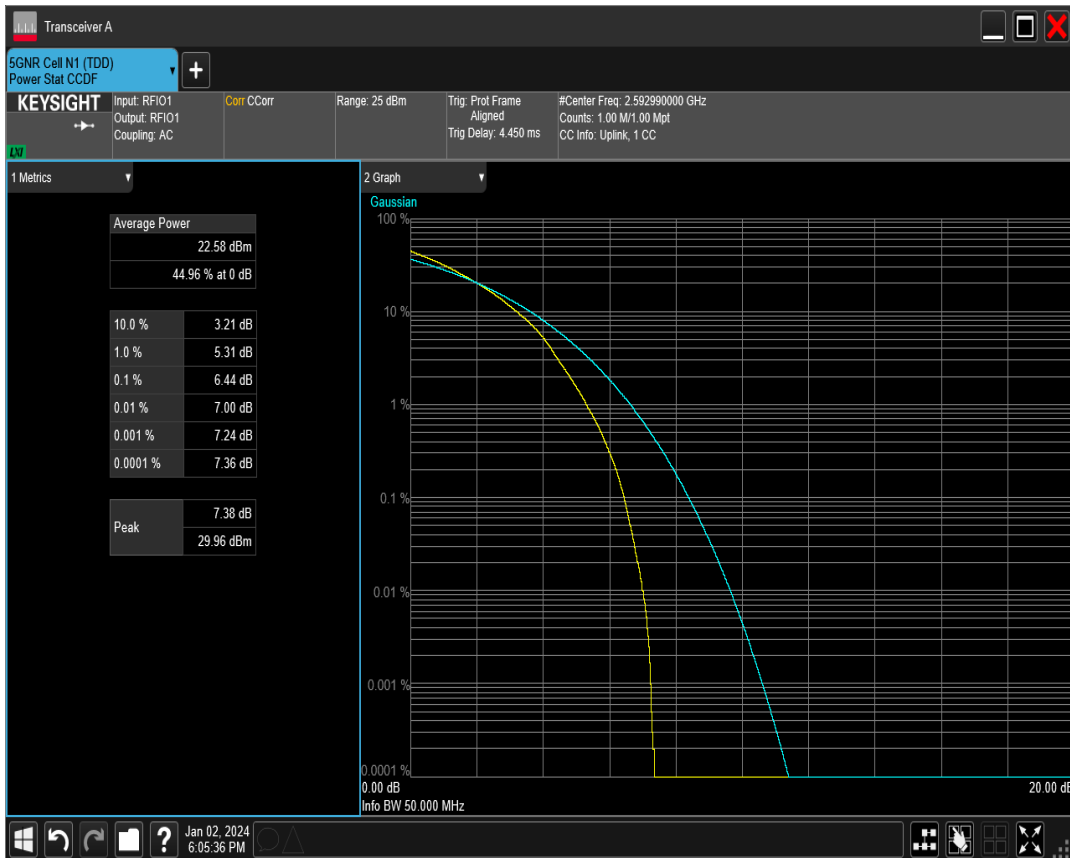 Transceiver A
5GNR Cell N1 (TDD)
Power Stat CCDF
+
KEYSIGHT
LXI
Input: RFIO1
Output: RFIO1
Coupling: AC
Corr CCorr
Range: 25 dBm
Trig: Prot Frame
Aligned
Trig Delay: 4.450 ms
#Center Freq: 2.592990000 GHz
Counts: 1.00 M/1.00 Mpt
CC Info: Uplink, 1 CC
1 Metrics
Average Power
22.58 dBm
44.96 % at 0 dB
10.0 % 3.21 dB
1.0 % 5.31 dB
0.1 % 6.44 dB
0.01 % 7.00 dB
0.001 % 7.24 dB
0.0001 % 7.36 dB
Peak
7.38 dB
29.96 dBm
2 Graph
Gaussian
100 %
10 %
1 %
0.1 %
0.01 %
0.001 %
0.0001 %
0.00 dB
20.00 dB
Info BW 50.000 MHz
?
Jan 02, 2024
6:05:36 PM